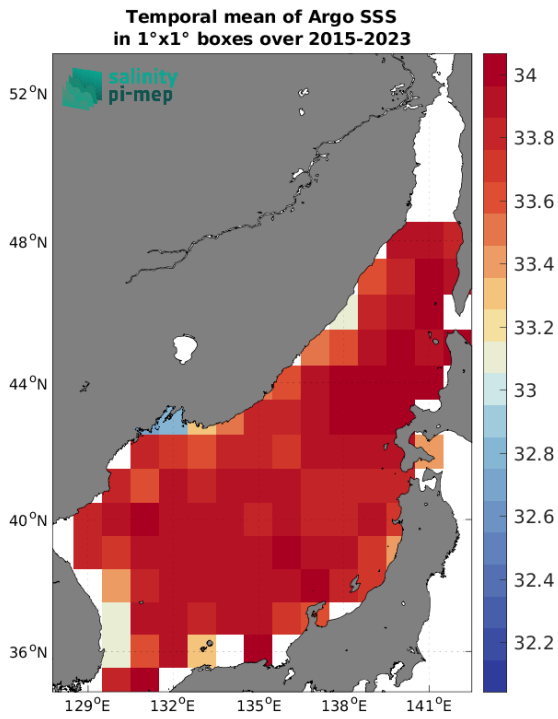 Temporal mean of Argo SSS
in 1°x1° boxes over 2015-2023
salinity
pi-mep
52°N
48°N
44°N
40°N
36°N
129°E
132°E
135°E
138°E
141°E
34
33.8
33.6
33.4
33.2
33
32.8
32.6
32.4
32.2